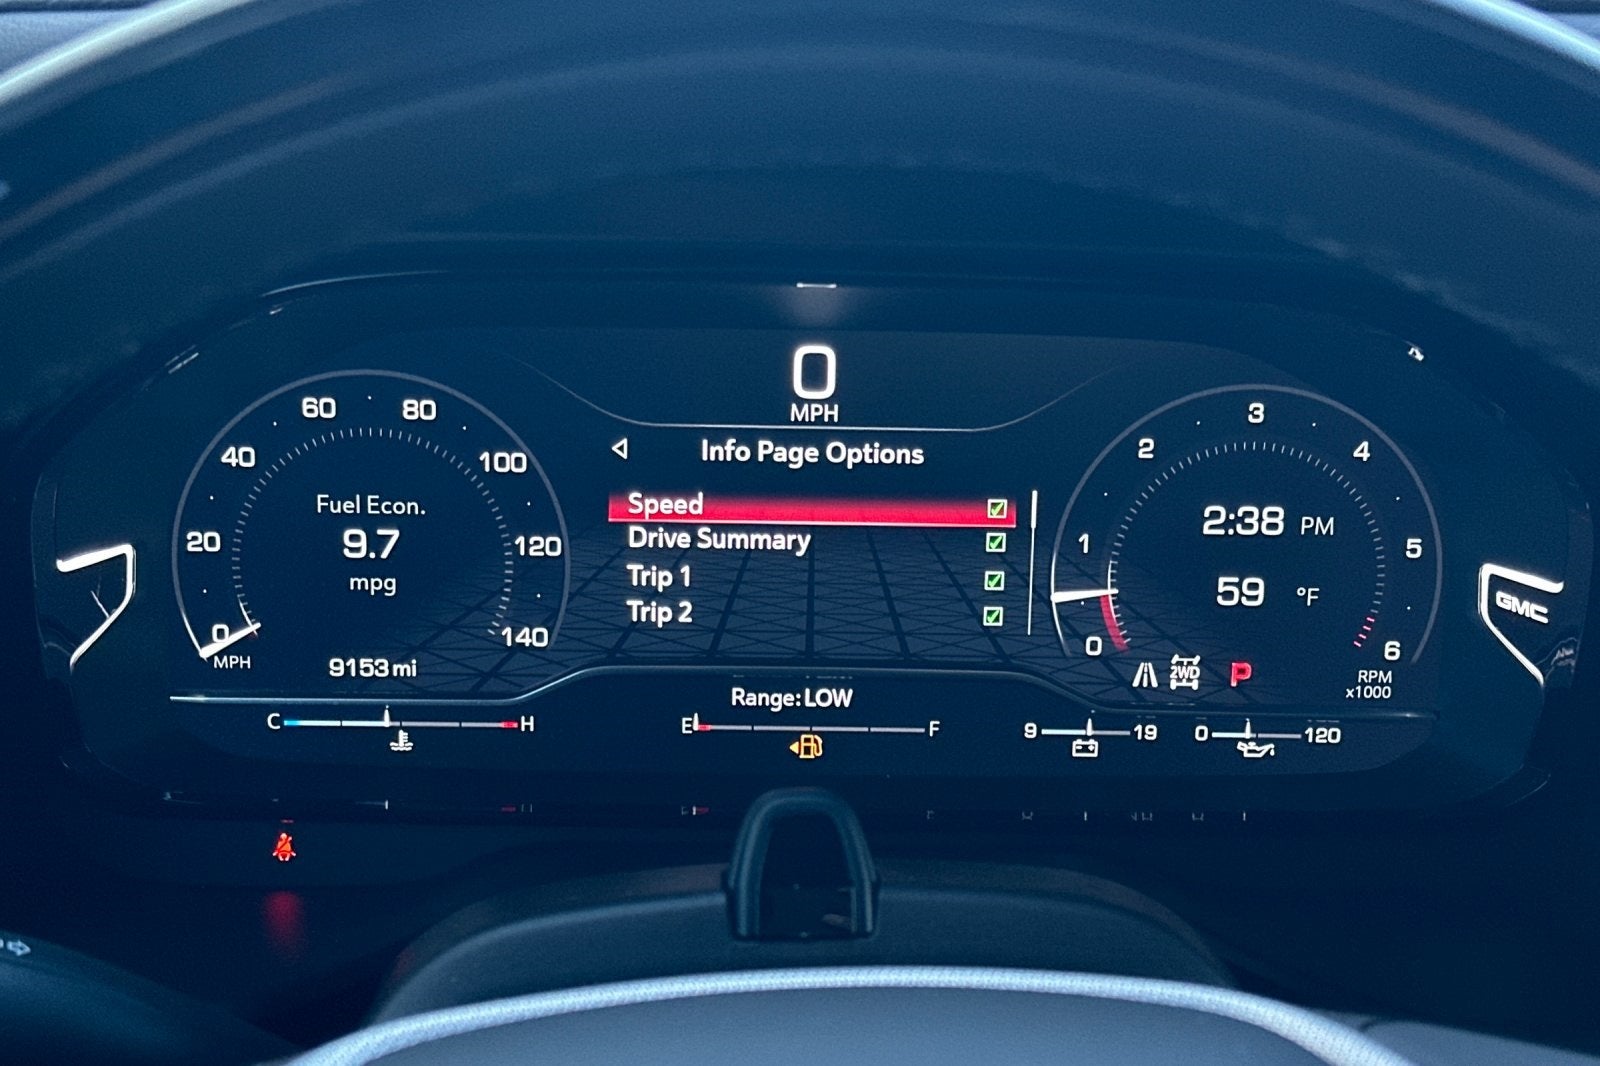 0
MPH
Info Page Options
Speed
Drive Summary
Trip 1
Trip 2
Range: LOW
E
F
0
20
40
60
80
100
120
140
MPH
Fuel Econ.
9.7
mpg
9153 mi
C
H
0
1
2
3
4
5
6
RPM
x1000
2:38 PM
59 °F
2WD
P
9
19
0
120
GMC